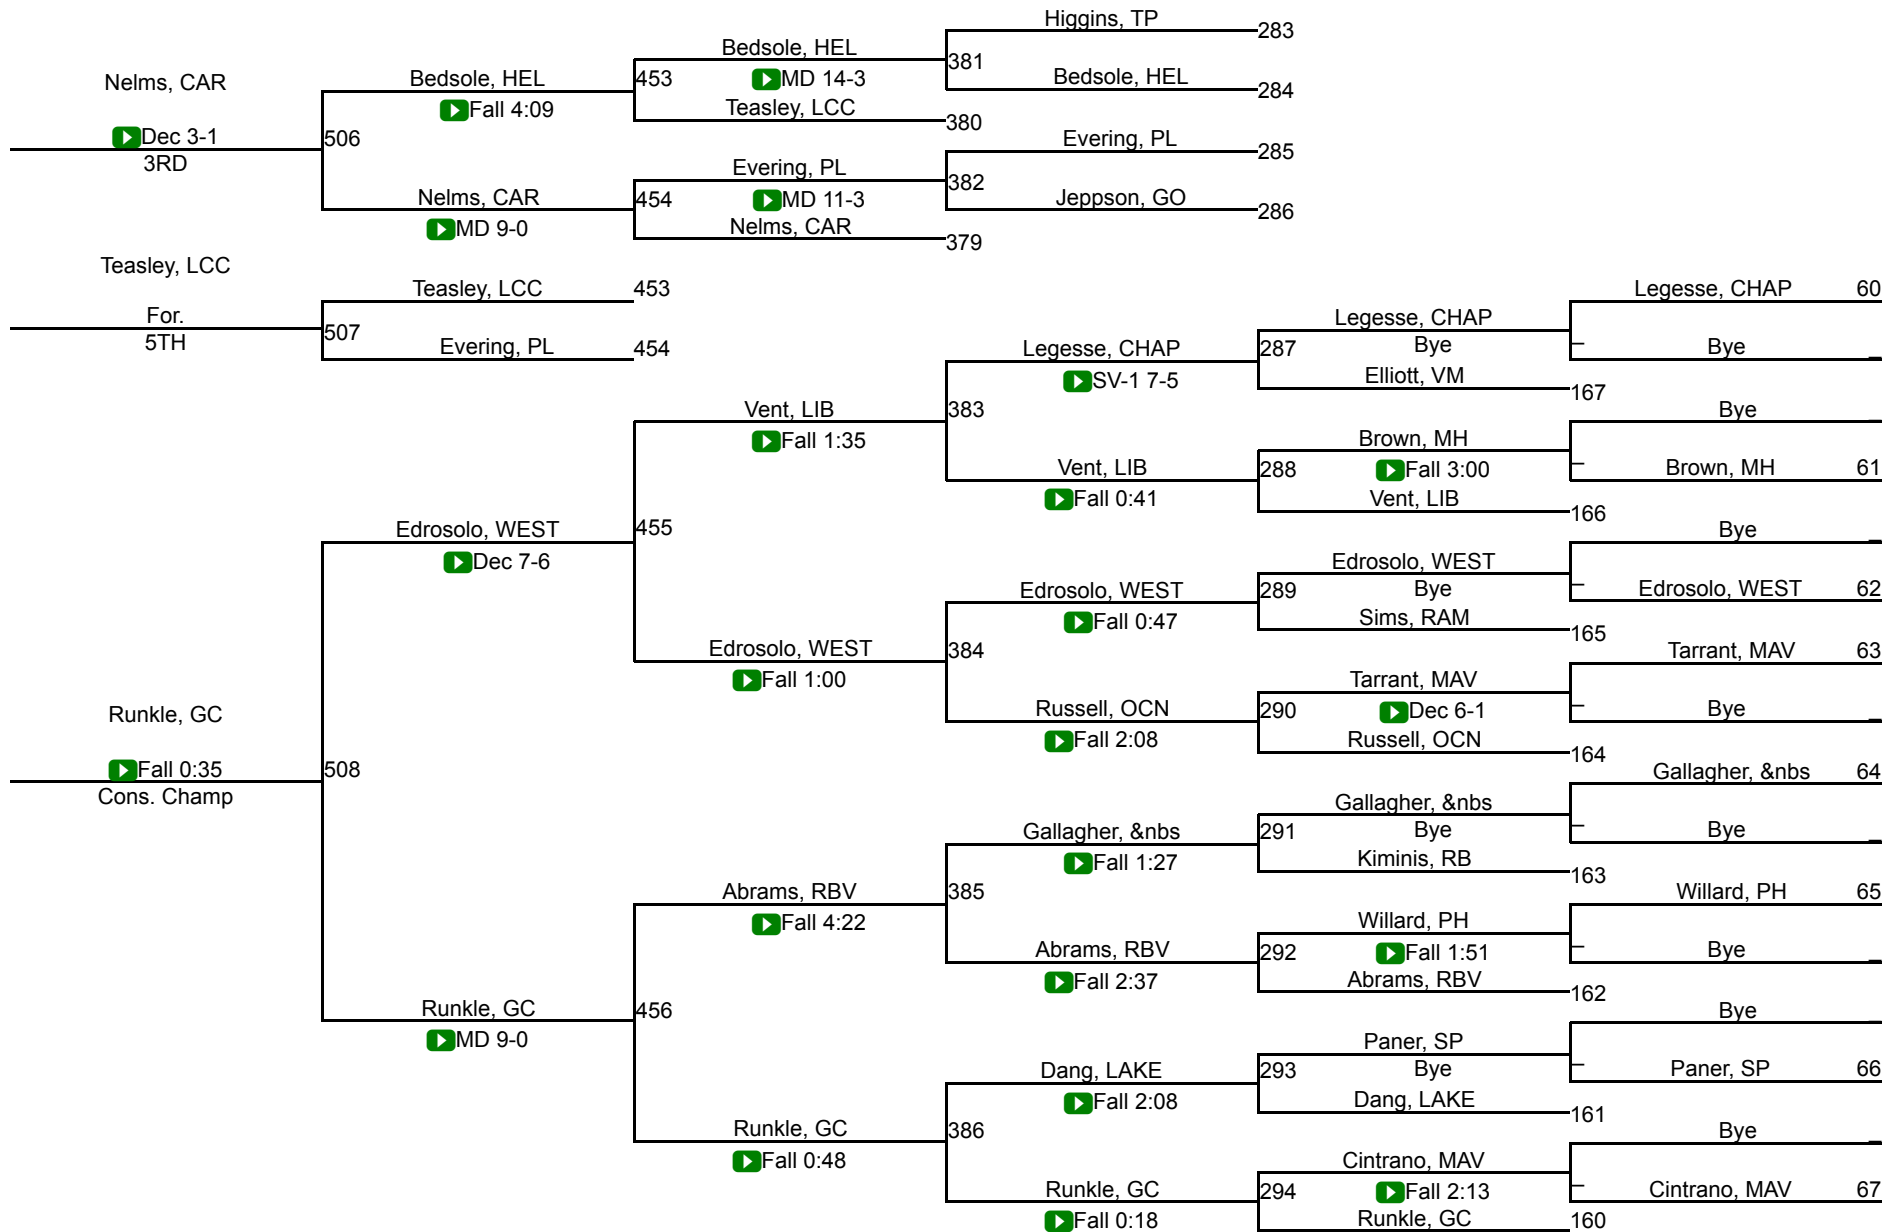 Higgins, TP
283
Bedsole, HEL
381
MD 14-3
Bedsole, HEL
284
Nelms, CAR
Bedsole, HEL
453
Fall 4:09
Teasley, LCC
380
Dec 3-1
506
3RD
Evering, PL
285
Evering, PL
382
MD 11-3
Nelms, CAR
454
Jeppson, GO
286
MD 9-0
Nelms, CAR
379
Teasley, LCC
Teasley, LCC
453
For.
507
5TH
Evering, PL
454
Legesse, CHAP 60
Legesse, CHAP
Bye
Bye
Legesse, CHAP
287
SV-1 7-5
Elliott, VM
167
Vent, LIB
383
Fall 1:35
Bye
Brown, MH
Fall 3:00
Brown, MH 61
Vent, LIB
288
Fall 0:41
Vent, LIB
166
Edrosolo, WEST
455
Dec 7-6
Bye
Edrosolo, WEST
Bye
Edrosolo, WEST 62
Edrosolo, WEST
289
Fall 0:47
Sims, RAM
165
Edrosolo, WEST
384
Fall 1:00
Tarrant, MAV 63
Tarrant, MAV
Dec 6-1
Bye
Russell, OCN
290
Fall 2:08
Russell, OCN
164
Runkle, GC
Fall 0:35
508
Cons. Champ
Gallagher, &nbs 64
Gallagher, &nbs
Bye
Bye
Gallagher, &nbs
291
Fall 1:27
Kiminis, RB
163
Abrams, RBV
385
Fall 4:22
Willard, PH 65
Willard, PH
Fall 1:51
Bye
Abrams, RBV
292
Fall 2:37
Abrams, RBV
162
Runkle, GC
456
MD 9-0
Bye
Paner, SP
Bye
Paner, SP 66
Dang, LAKE
293
Fall 2:08
Dang, LAKE
161
Runkle, GC
386
Fall 0:48
Bye
Cintrano, MAV
Fall 2:13
Cintrano, MAV 67
Runkle, GC
294
Fall 0:18
Runkle, GC
160